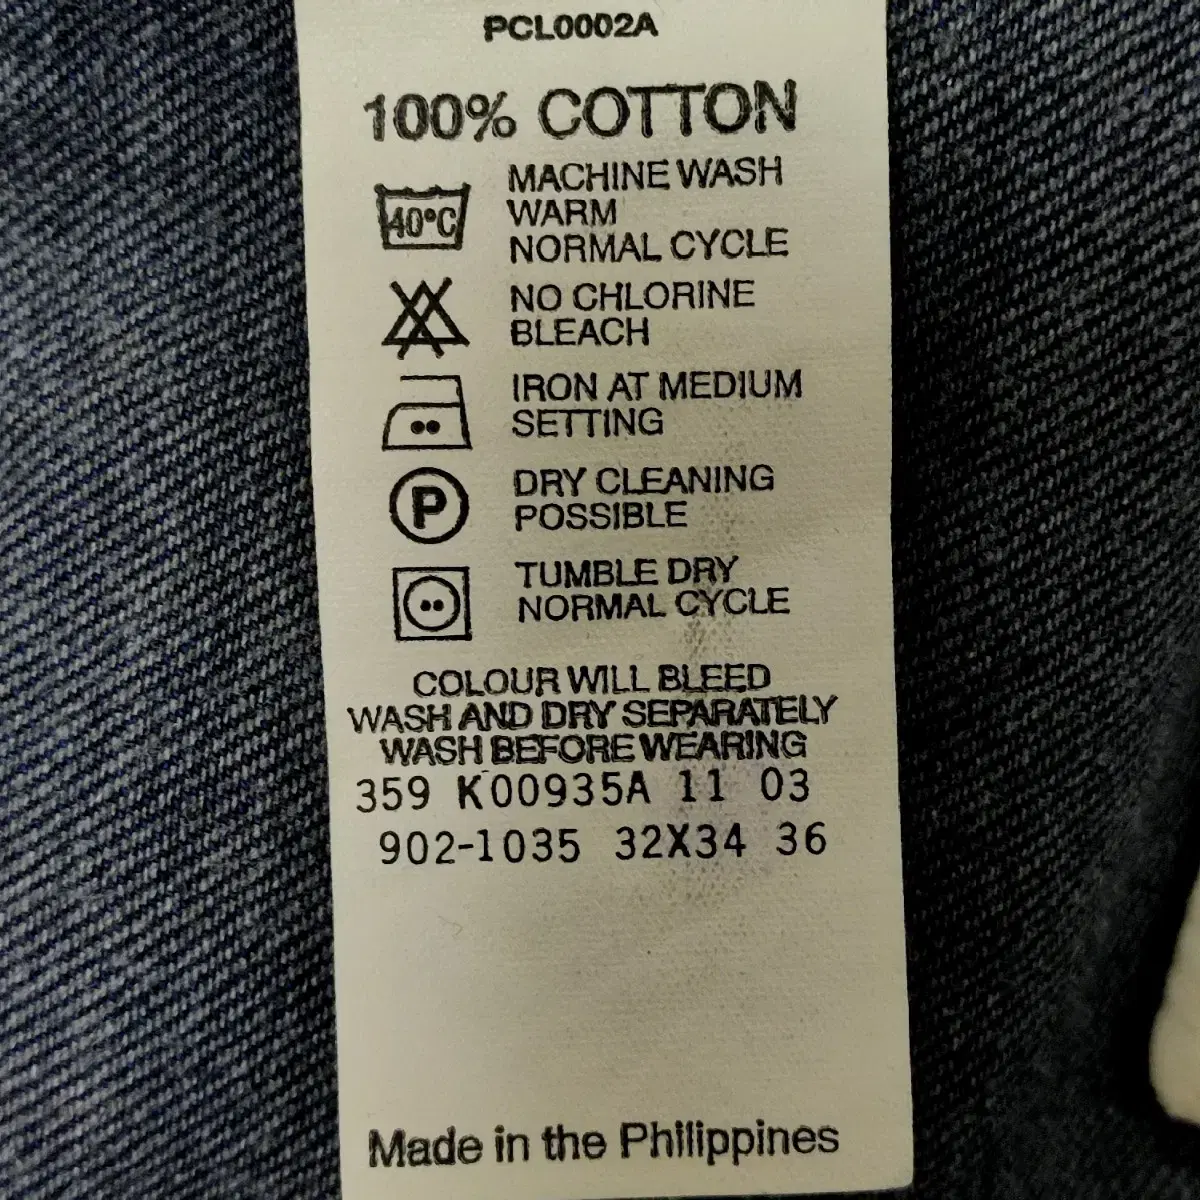 PCL0002A
100% COTTON
40°C
MACHINE WASH
WARM
NORMAL CYCLE
NO CHLORINE
BLEACH
IRON AT MEDIUM
SETTING
P
DRY CLEANING
POSSIBLE
TUMBLE DRY
NORMAL CYCLE
COLOUR WILL BLEED
WASH AND DRY SEPARATELY
WASH BEFORE WEARING
359 K00935A 11 03
902-1035 32X34 36
Made in the Philippines